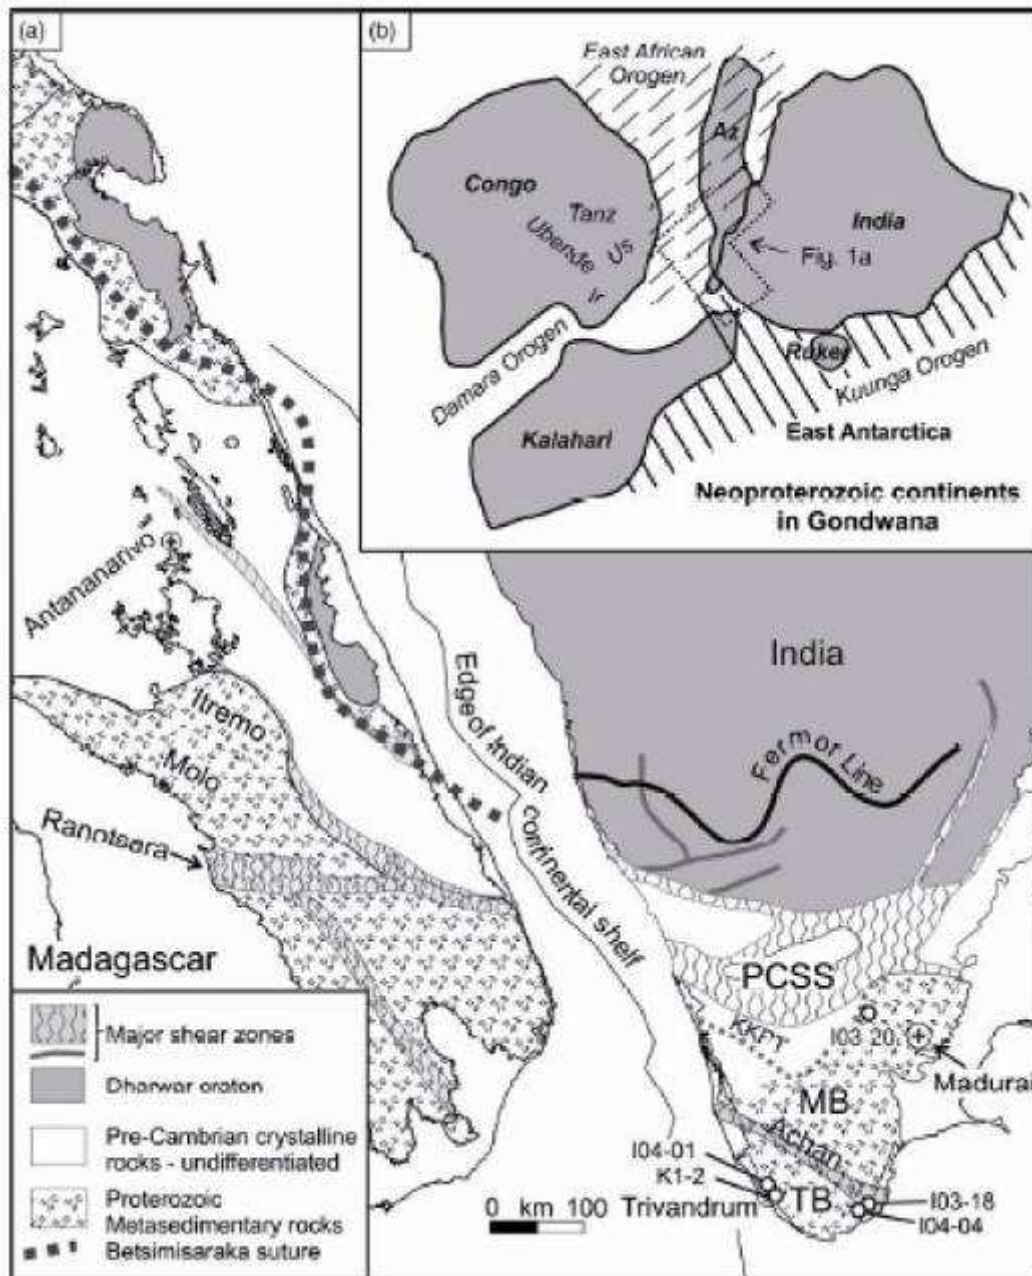 (a)
(b)
East African
Orogen
Az
Congo
Tanz
Ubende
Us
Ir
India
Fig. 1a
Damara Orogen
Ruker
Kuunga Orogen
Kalahari
East Antarctica
Neoproterozoic continents
in Gondwana
Antananarivo
Itremo
Molo
Ranotsara
Madagascar
Edge of Indian
continental shelf
India
Fermor Line
PCSS
I03-20
Madurai
MB
Achan
I04-01
K1-2
Trivandrum
TB
I03-18
I04-04
0 km 100
Major shear zones
Dharwar craton
Pre-Cambrian crystalline
rocks - undifferentiated
Proterozoic
Metasedimentary rocks
Betsimisaraka suture